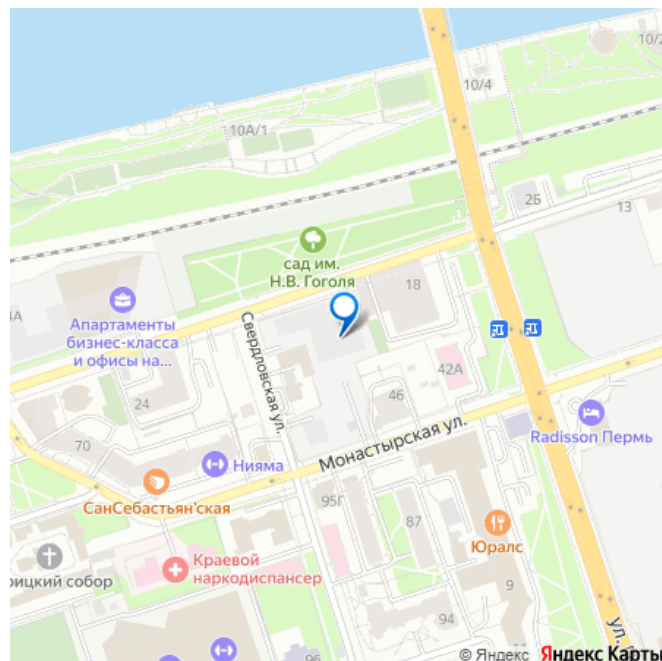 10/2
10/4
10А/1
2Б
13
сад им.
Н.В. Гоголя
18
4А
Апартаменты
бизнес-класса
и офисы на...
Свердловская ул.
42А
46
24
Radisson Пермь
70
Монастырская ул.
Нияма
СанСебастьян'ская
95Г
87
Юралс
Краевой
наркодиспансер
рицкий собор
9
94
96
ул.
© Яндекс Яндекс Карты